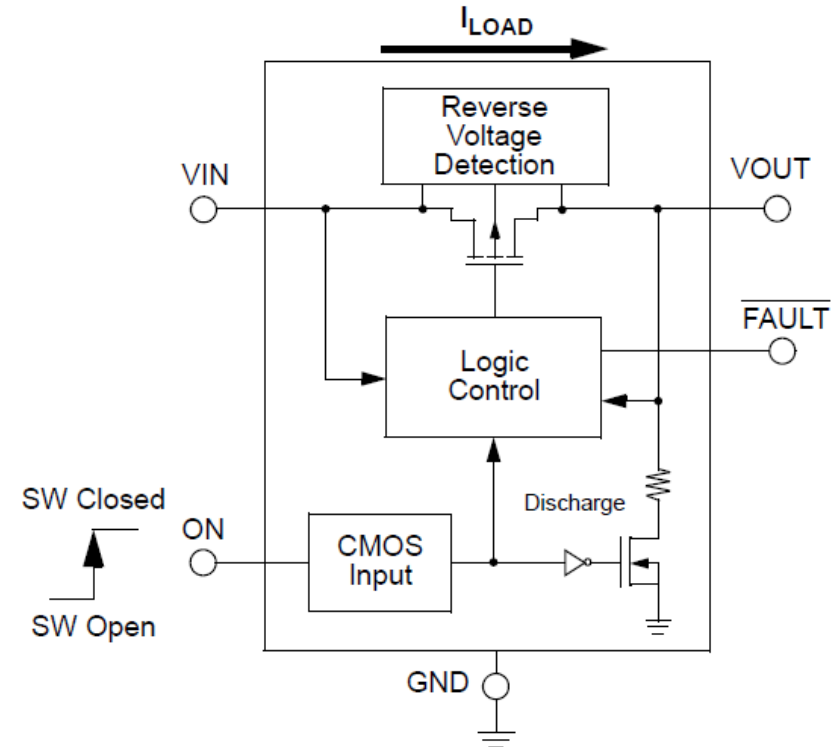 ILOAD
Reverse
Voltage
Detection
VIN
VOUT
FAULT
Logic
Control
SW Closed
ON
Discharge
CMOS
Input
SW Open
GND